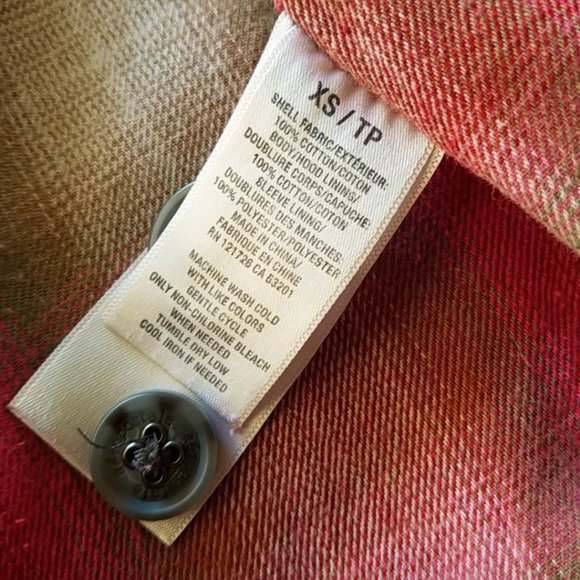 XS / TP
SHELL FABRIC/EXTÉRIEUR:
100% COTTON/COTON
BODY/HOOD LINING/
DOUBLURE CORPS/CAPUCHE:
100% COTTON/COTON
SLEEVE LINING/
DOUBLURES DES MANCHES:
100% POLYESTER/POLYESTER
MADE IN CHINA/
FABRIQUE EN CHINE
RN 121726 CA 53201
MACHINE WASH COLD
WITH LIKE COLORS
GENTLE CYCLE
ONLY NON-CHLORINE BLEACH
WHEN NEEDED
TUMBLE DRY LOW
COOL IRON IF NEEDED